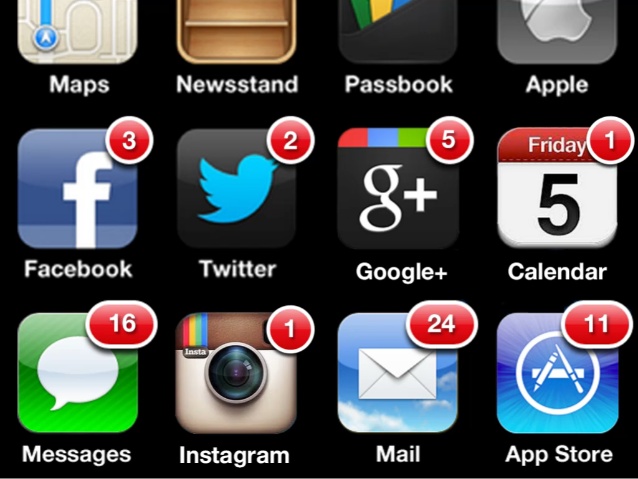 Maps Newsstand Passbook Apple
3 2 5 Friday 1
f g+ 5
Facebook Twitter Google+ Calendar
16 1 24 11
Insta
Messages Instagram Mail App Store